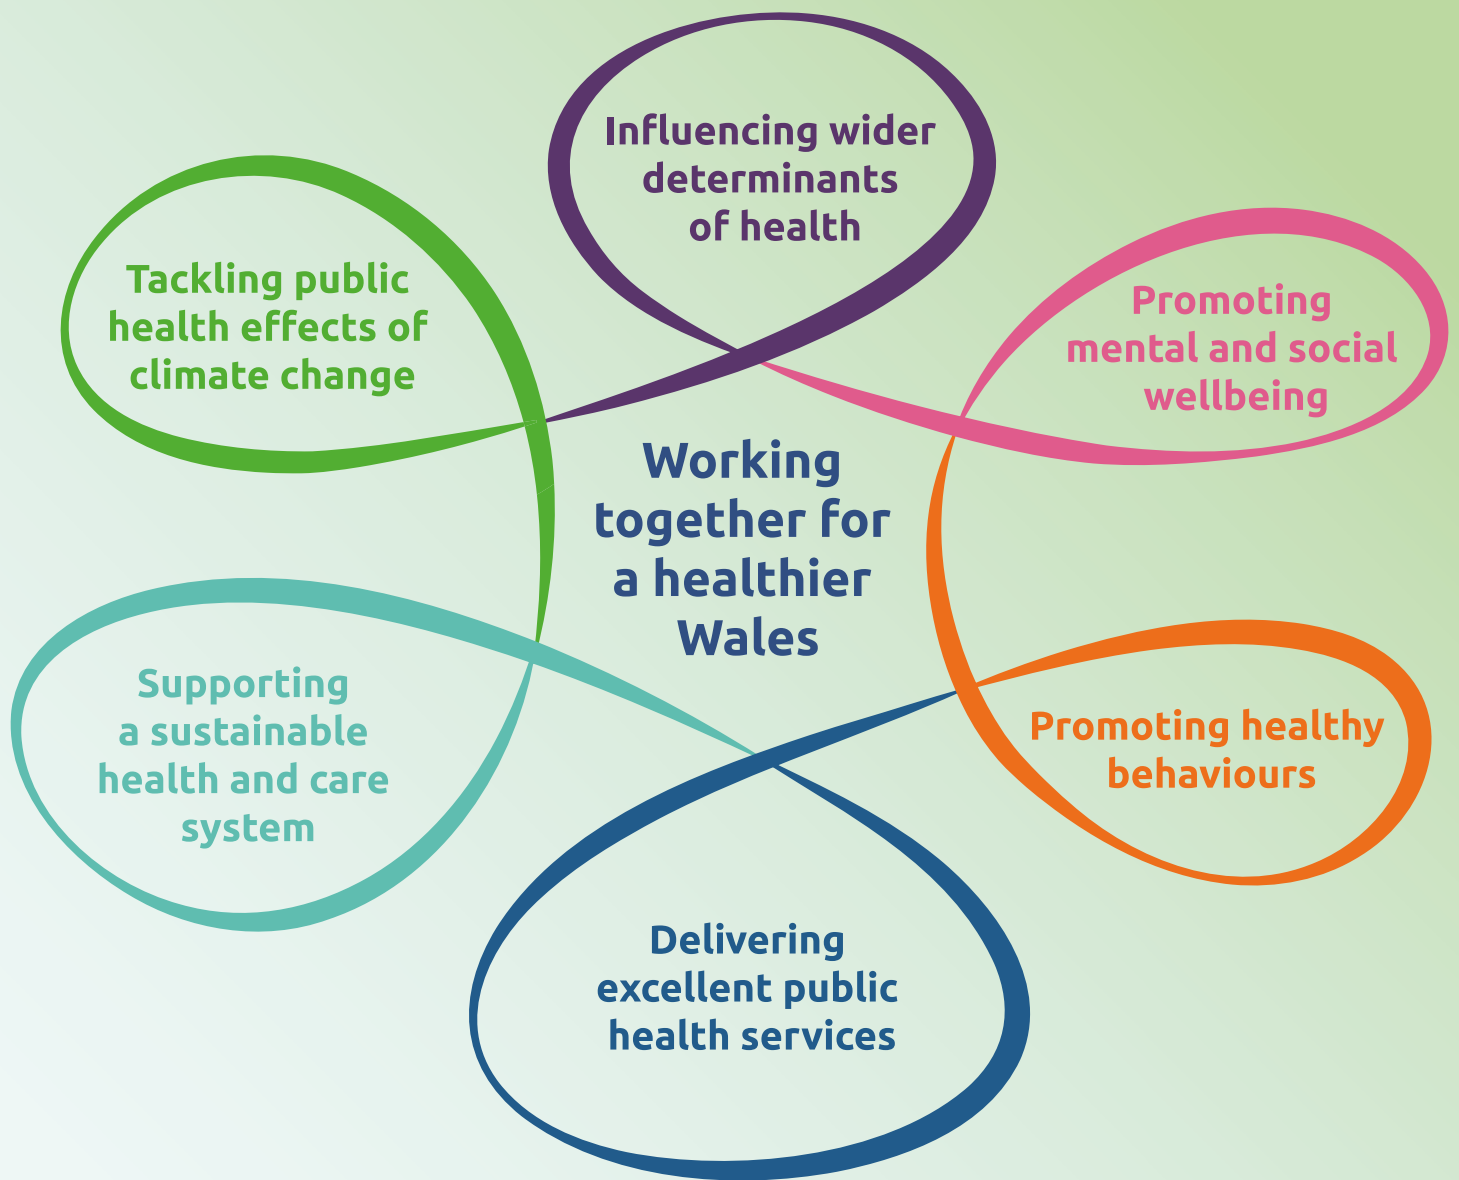 Influencing wider
determinants
of health
Promoting
mental and social
wellbeing
Promoting healthy
behaviours
Delivering
excellent public
health services
Supporting
a sustainable
health and care
system
Tackling public
health effects of
climate change
Working
together for
a healthier
Wales